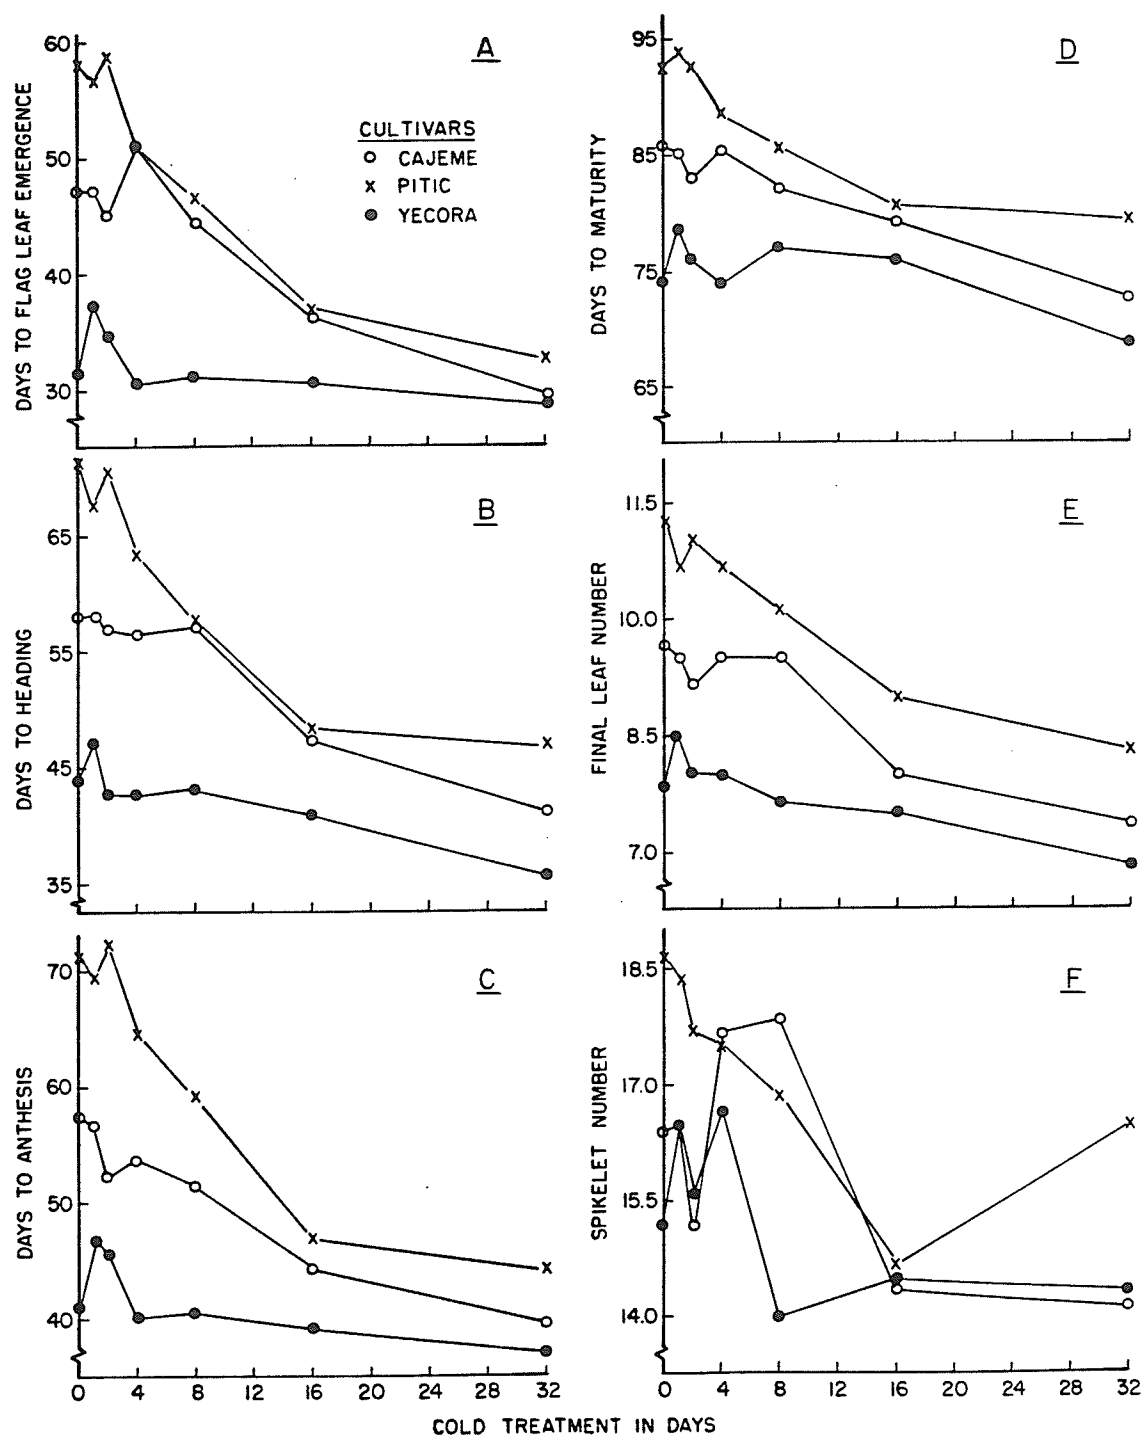 A
60
50
40
30
DAYS TO FLAG LEAF EMERGENCE
CULTIVARS
CAJEME
PITIC
YECORA
B
65
55
45
35
DAYS TO HEADING
C
70
60
50
40
DAYS TO ANTHESIS
0 4 8 12 16 20 24 28 32
D
95
85
75
65
DAYS TO MATURITY
E
11.5
10.0
8.5
7.0
FINAL LEAF NUMBER
F
18.5
17.0
15.5
14.0
SPIKELET NUMBER
0 4 8 12 16 20 24 28 32
COLD TREATMENT IN DAYS